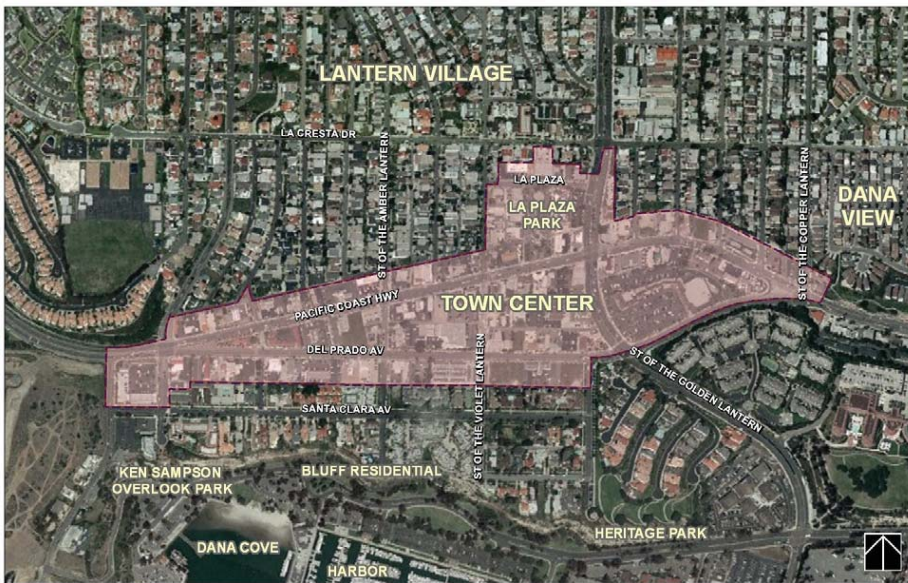 LANTERN VILLAGE
LA CRESTA DR
ST OF THE AMBER LANTERN
LA PLAZA
LA PLAZA
PARK
ST OF THE COPPER LANTERN
DANA
VIEW
PACIFIC COAST HWY
TOWN CENTER
DEL PRADO AV
ST OF THE VIOLET LANTERN
ST OF THE GOLDEN LANTERN
SANTA CLARA AV
KEN SAMPSON
OVERLOOK PARK
BLUFF RESIDENTIAL
HERITAGE PARK
DANA COVE
HARBOR